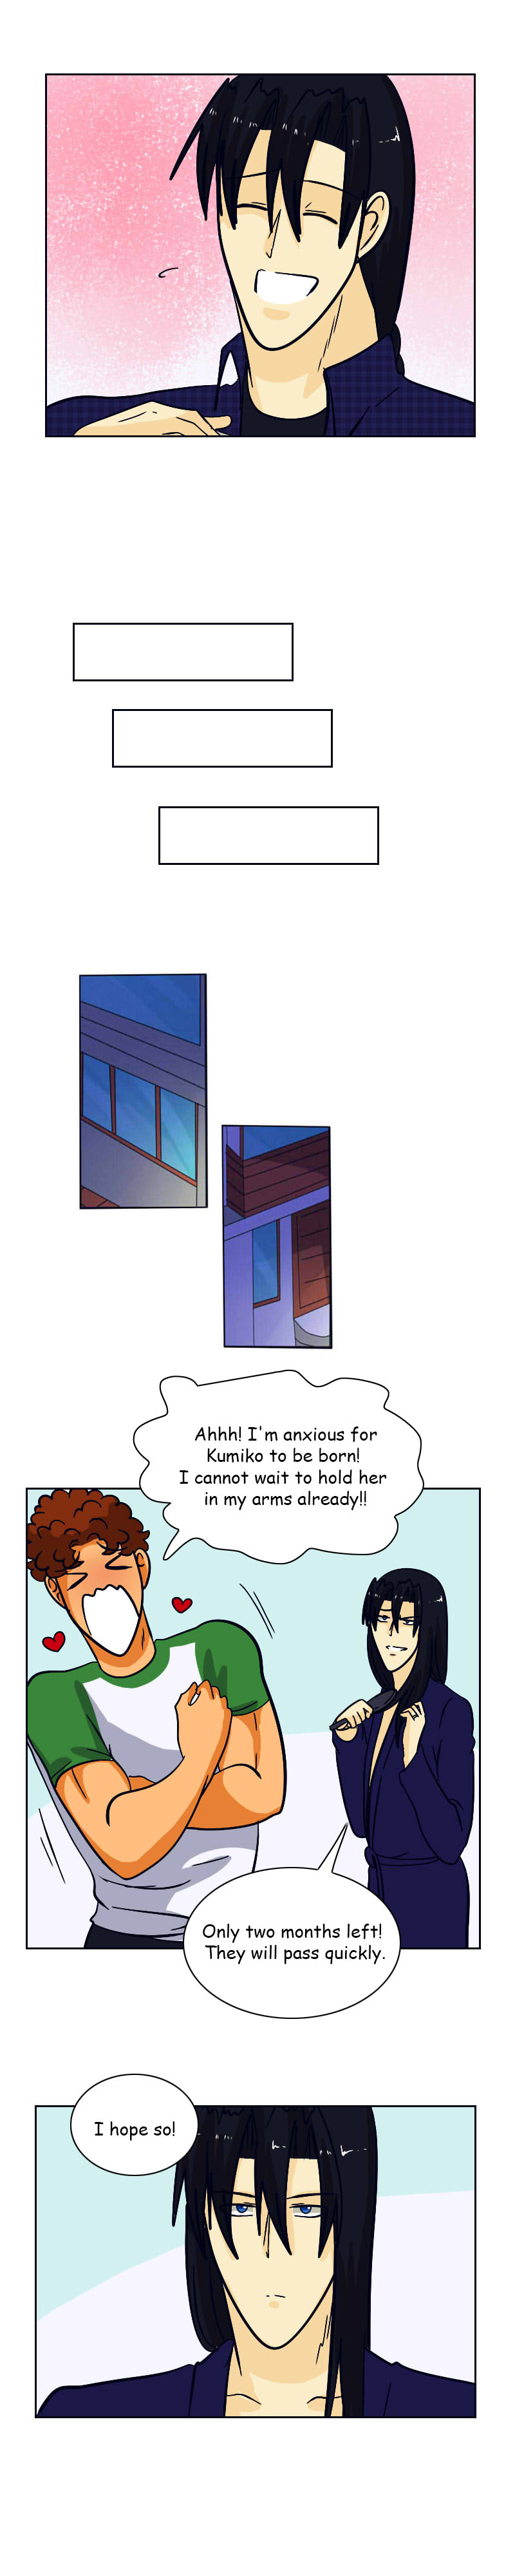 Ahhh! I'm anxious for
Kumiko to be born!
I cannot wait to hold her
in my arms already!!
Only two months left!
They will pass quickly.
I hope so!